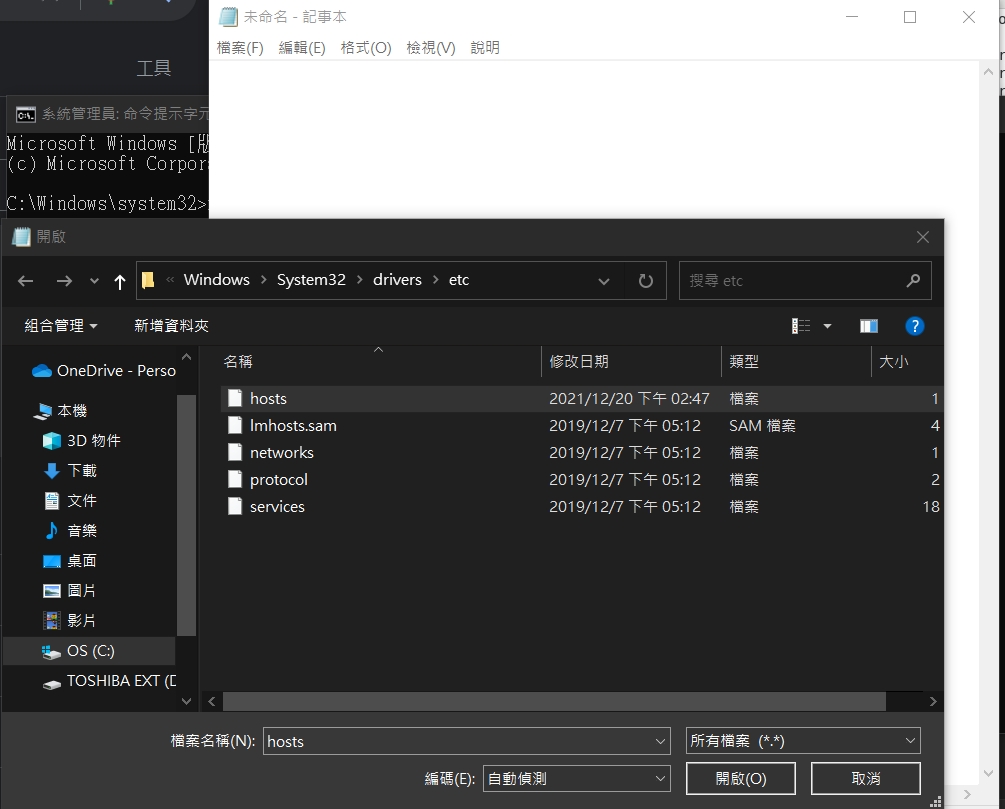 未命名 - 記事本
檔案(F) 編輯(E) 格式(O) 檢視(V) 說明
工具
系統管理員: 命令提示字元
Microsoft Windows [版
(c) Microsoft Corpor
C:\Windows\system32>
開啟
« Windows > System32 > drivers > etc
搜尋 etc
組合管理 新增資料夾
名稱 修改日期 類型 大小
hosts 2021/12/20 下午 02:47 檔案 1
lmhosts.sam 2019/12/7 下午 05:12 SAM 檔案 4
networks 2019/12/7 下午 05:12 檔案 1
protocol 2019/12/7 下午 05:12 檔案 2
services 2019/12/7 下午 05:12 檔案 18
OneDrive - Perso
本機
3D 物件
下載
文件
音樂
桌面
圖片
影片
OS (C:)
TOSHIBA EXT (D
檔案名稱(N): hosts 所有檔案 (*.*)
編碼(E): 自動偵測 開啟(O) 取消